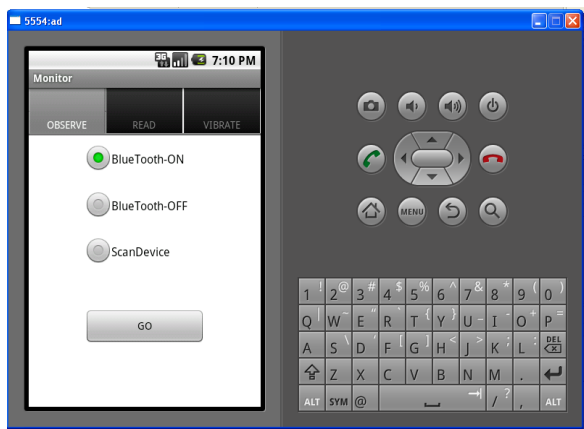 5554:ad
3G 7:10 PM
Monitor
OBSERVE READ VIBRATE
BlueTooth-ON
BlueTooth-OFF
ScanDevice
GO
MENU
1 ! 2 @ 3 # 4 $ 5 % 6 ^ 7 & 8 * 9 ( 0 )
Q | W ~ E " R ` T { Y } U _ I - O + P =
A S \ D ' F [ G ] H < J > K ; L : DEL
Z X C V B N M .
ALT SYM @ / ? , ALT